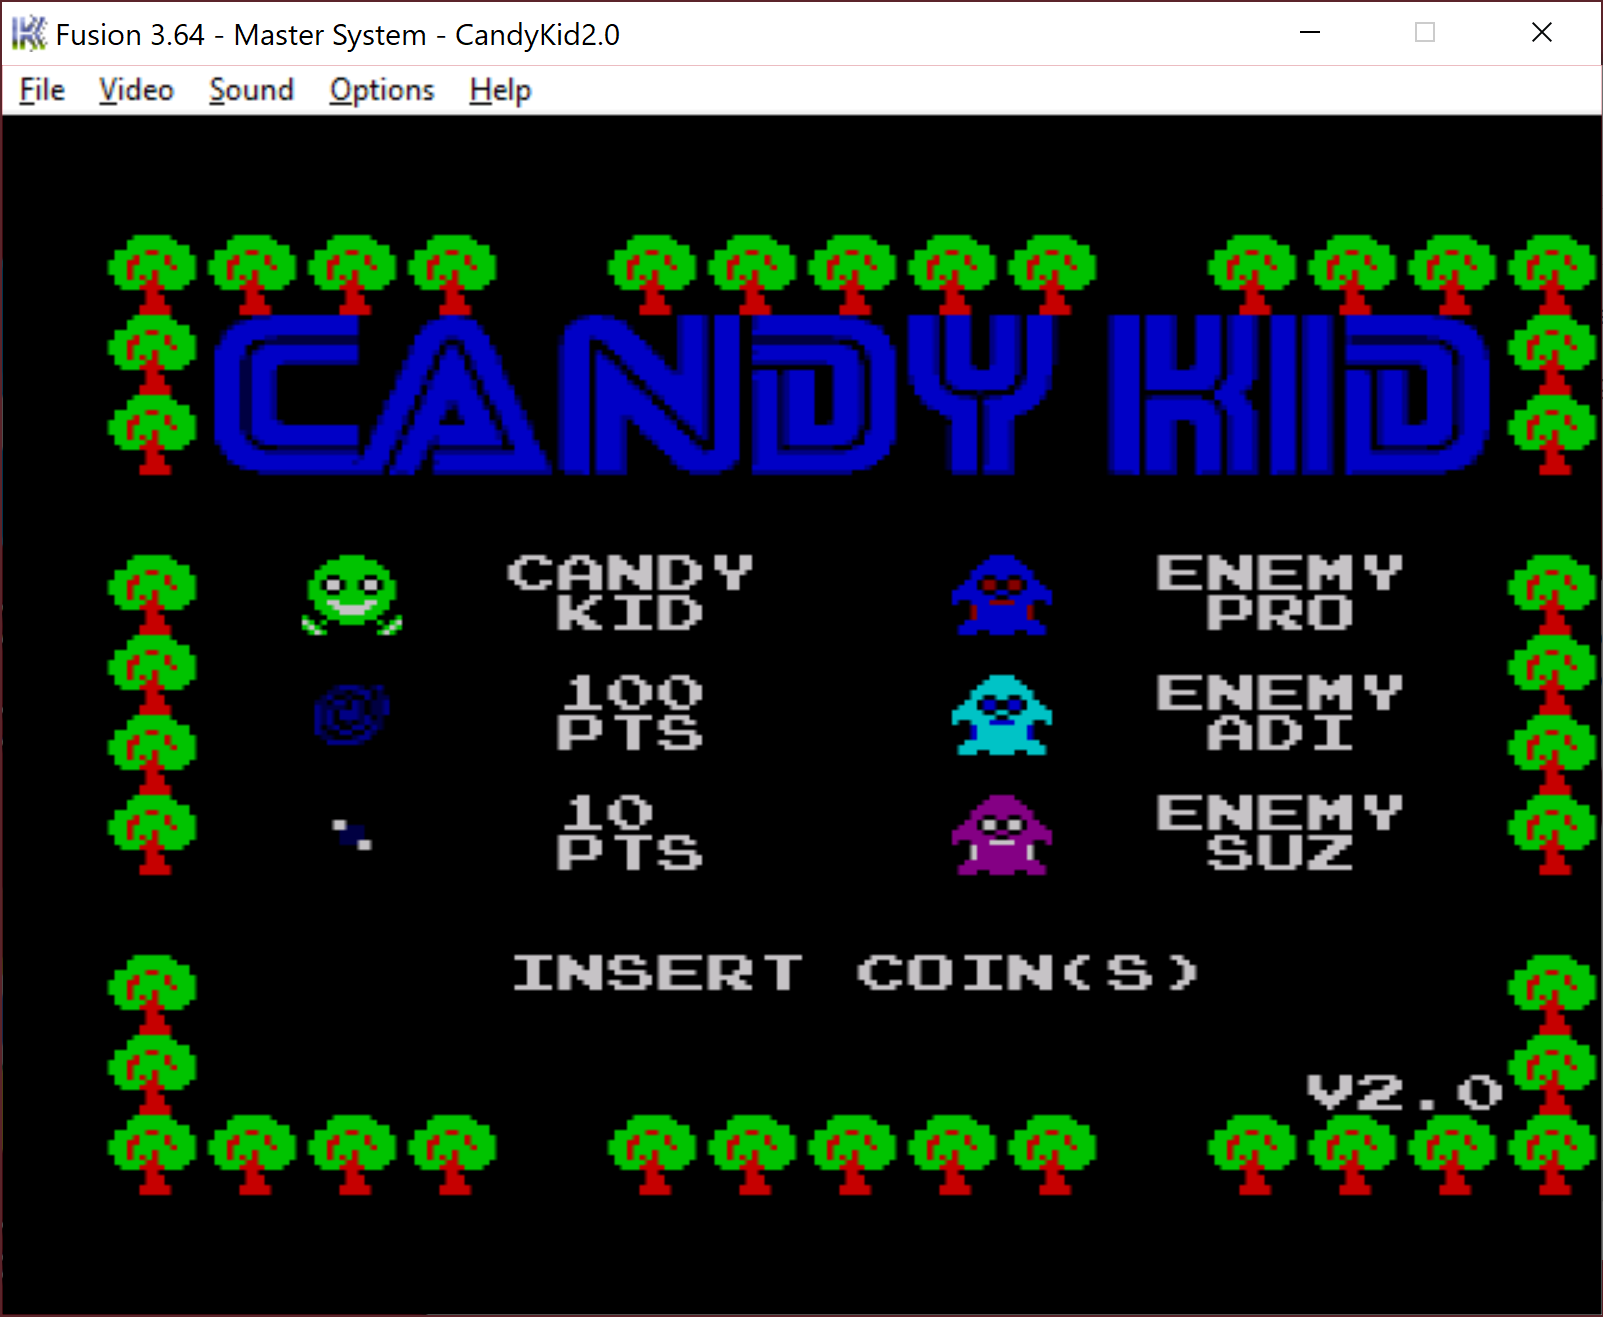 Fusion 3.64 - Master System - CandyKid2.0
File Video Sound Options Help
CANDY KID
CANDY
KID
ENEMY
PRO
100
PTS
ENEMY
ADI
10
PTS
ENEMY
SUZ
INSERT COIN(S)
V2.0